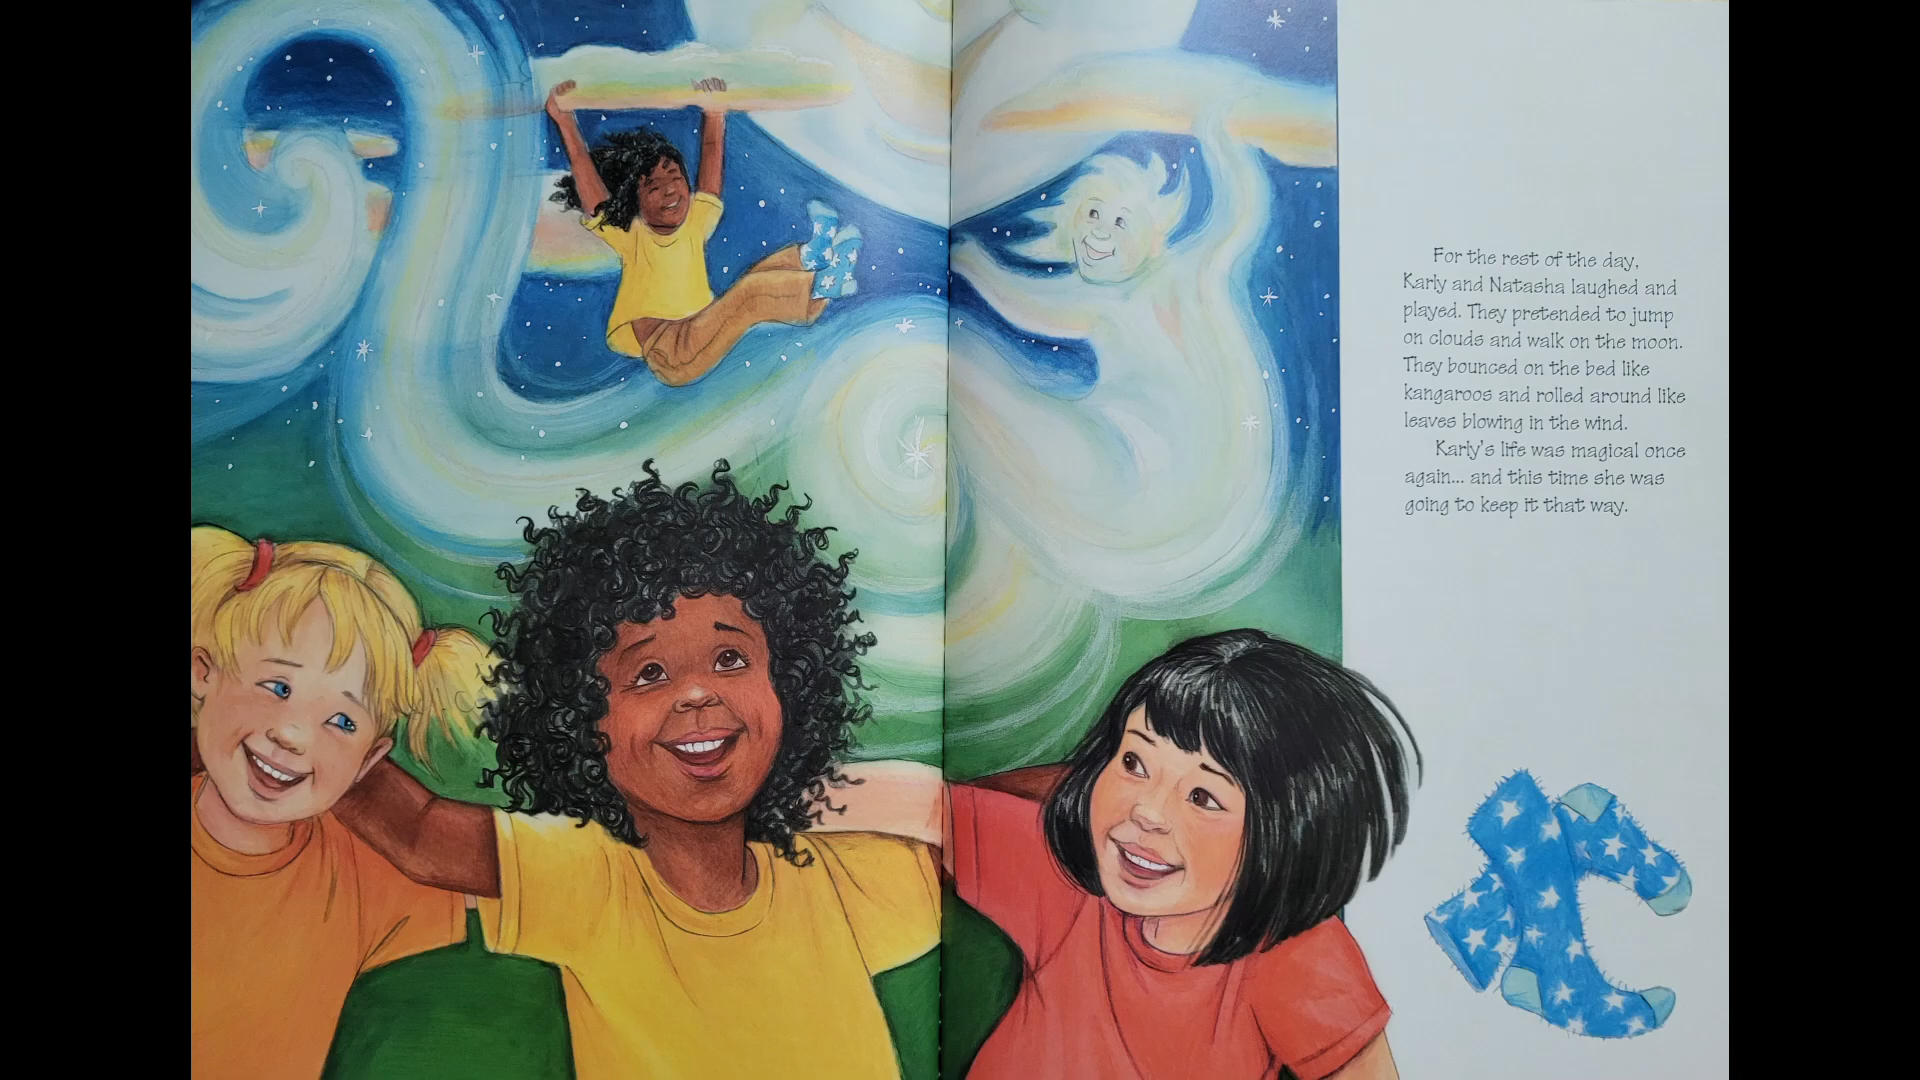 For the rest of the day,
Karly and Natasha laughed and
played. They pretended to jump
on clouds and walk on the moon.
They bounced on the bed like
kangaroos and rolled around like
leaves blowing in the wind.
Karly's life was magical once
again... and this time she was
going to keep it that way.